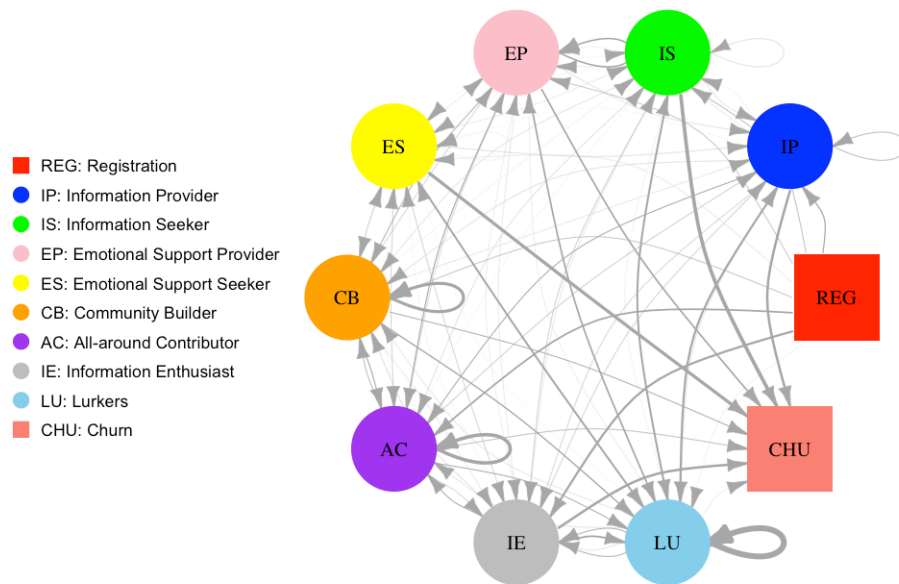 EP
IS
ES
IP
REG: Registration
IP: Information Provider
IS: Information Seeker
EP: Emotional Support Provider
ES: Emotional Support Seeker
CB: Community Builder
AC: All-around Contributor
IE: Information Enthusiast
LU: Lurkers
CHU: Churn
CB
REG
AC
CHU
IE
LU